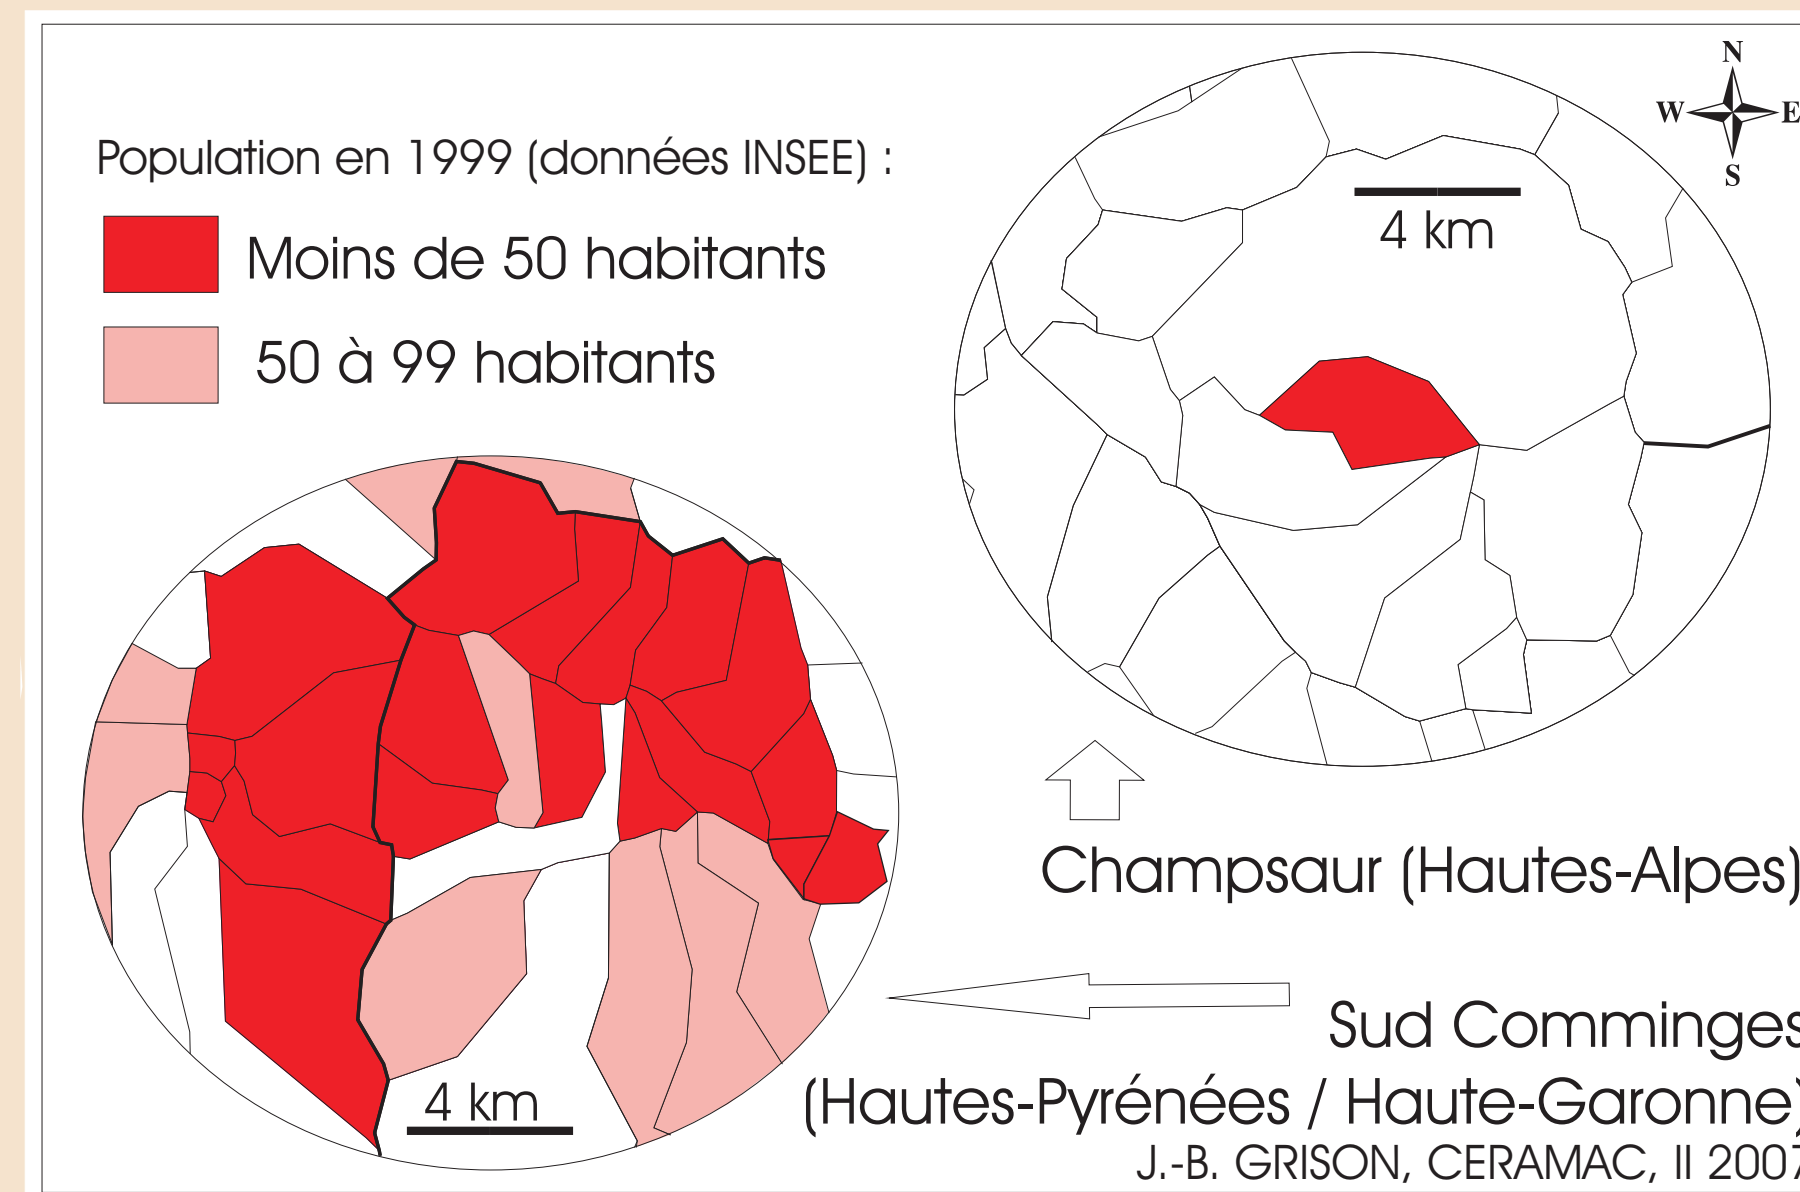 Population en 1999 (données INSEE) :
Moins de 50 habitants
50 à 99 habitants
N
W E
S
4 km
Champsaur (Hautes-Alpes)
Sud Comminges
(Hautes-Pyrénées / Haute-Garonne)
4 km
J.-B. GRISON, CERAMAC, II 2007